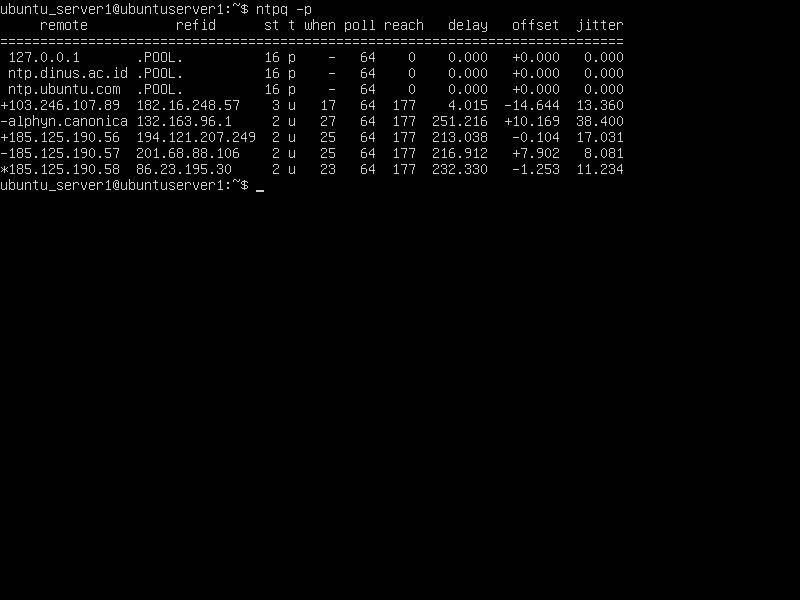 ubuntu_server1@ubuntuserver1:~$ ntpq -p
     remote           refid      st t when poll reach   delay   offset  jitter
==============================================================================
 127.0.0.1       .POOL.          16 p    -   64    0    0.000   +0.000   0.000
 ntp.dinus.ac.id .POOL.          16 p    -   64    0    0.000   +0.000   0.000
 ntp.ubuntu.com  .POOL.          16 p    -   64    0    0.000   +0.000   0.000
+103.246.107.89  182.16.248.57    3 u   17   64  177    4.015  -14.644  13.360
-alphyn.canonica 132.163.96.1     2 u   27   64  177  251.216  +10.169  38.400
+185.125.190.56  194.121.207.249  2 u   25   64  177  213.038   -0.104  17.031
-185.125.190.57  201.68.88.106    2 u   25   64  177  216.912   +7.902   8.081
*185.125.190.58  86.23.195.30     2 u   23   64  177  232.330   -1.253  11.234
ubuntu_server1@ubuntuserver1:~$ _